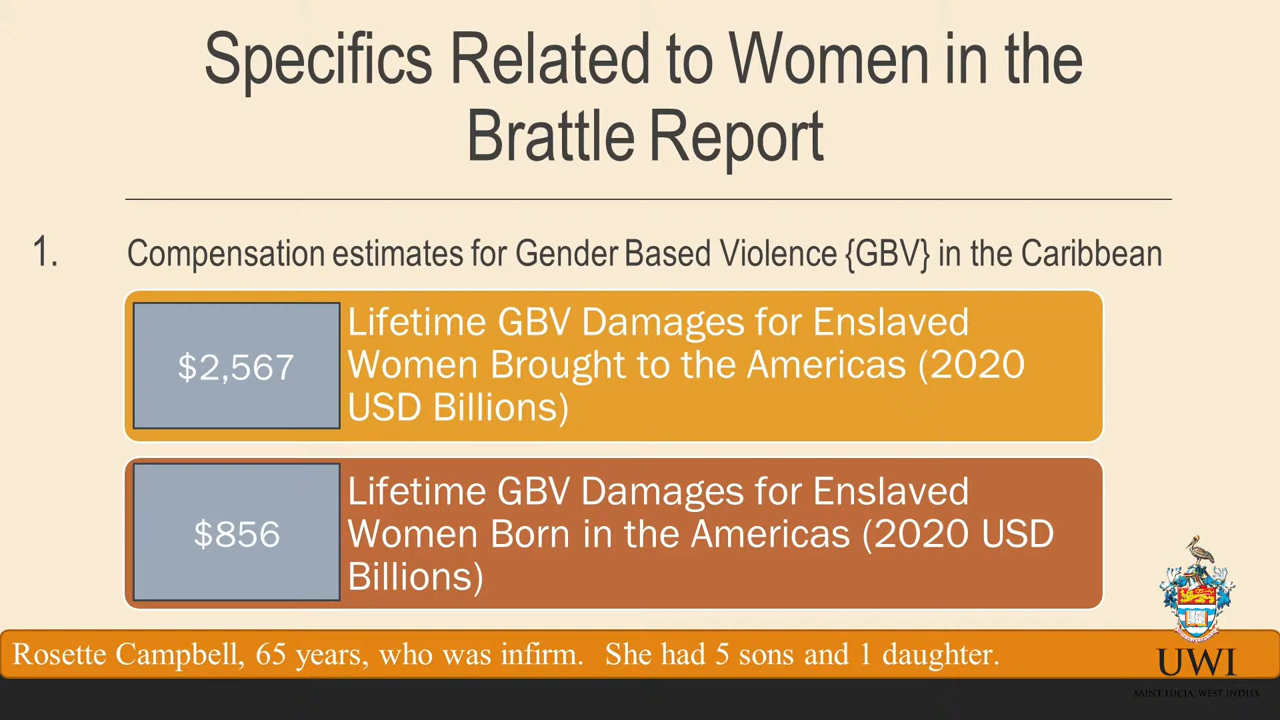 Specifics Related to Women in the
Brattle Report
1. Compensation estimates for Gender Based Violence {GBV} in the Caribbean
$2,567
Lifetime GBV Damages for Enslaved
Women Brought to the Americas (2020
USD Billions)
$856
Lifetime GBV Damages for Enslaved
Women Born in the Americas (2020 USD
Billions)
Rosette Campbell, 65 years, who was infirm. She had 5 sons and 1 daughter.
UWI
SAINT LUCIA, WEST INDIES